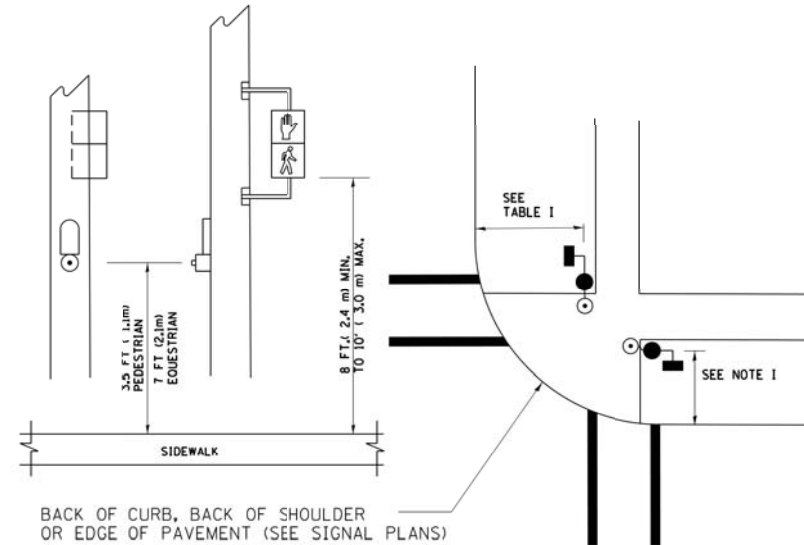 3.5 FT ( 1.1m)
PEDESTRIAN
7 FT (2.1m)
EQUESTRIAN
8 FT.( 2.4 m) MIN.
TO 10' ( 3.0 m) MAX.
SIDEWALK
SEE
TABLE I
SEE NOTE I
BACK OF CURB, BACK OF SHOULDER
OR EDGE OF PAVEMENT (SEE SIGNAL PLANS)